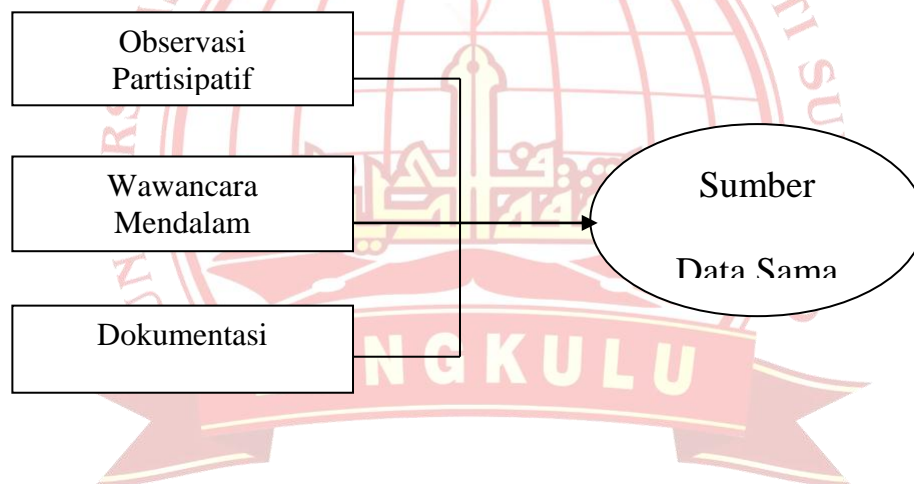 Observasi
Partisipatif
Wawancara
Mendalam
Dokumentasi
Sumber
Data Sama
NGKULU